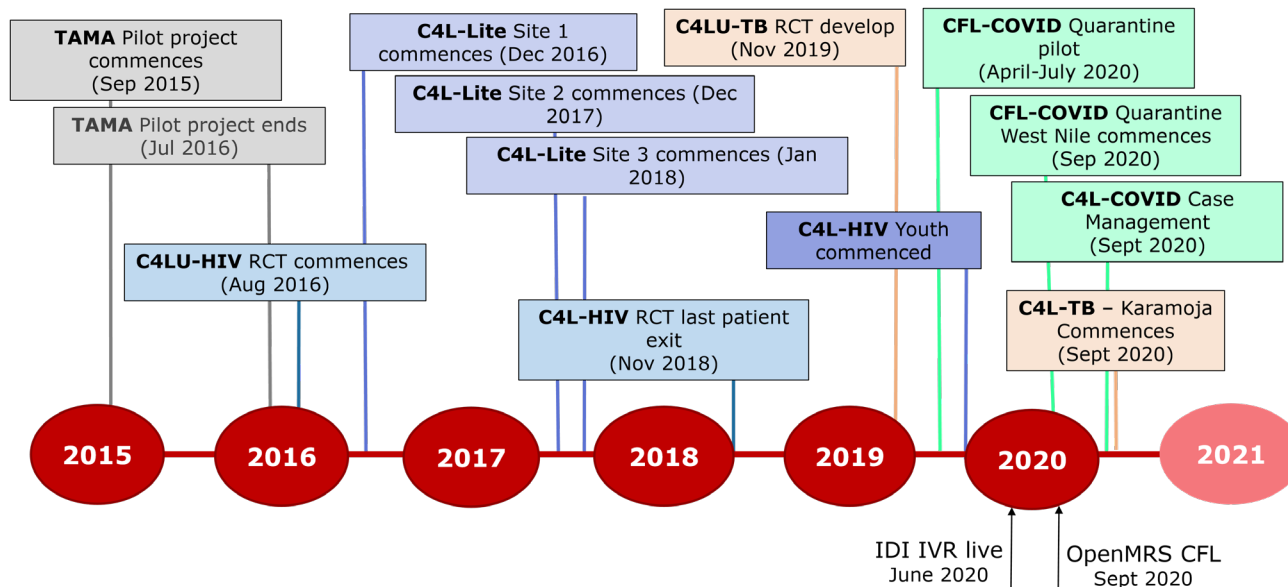 TAMA Pilot project
commences
(Sep 2015)
TAMA Pilot project ends
(Jul 2016)
C4LU-HIV RCT commences
(Aug 2016)
C4L-Lite Site 1
commences (Dec 2016)
C4L-Lite Site 2 commences (Dec
2017)
C4L-Lite Site 3 commences (Jan
2018)
C4L-HIV RCT last patient
exit
(Nov 2018)
C4LU-TB RCT develop
(Nov 2019)
C4L-HIV Youth
commenced
CFL-COVID Quarantine
pilot
(April-July 2020)
CFL-COVID Quarantine
West Nile commences
(Sep 2020)
C4L-COVID Case
Management
(Sept 2020)
C4L-TB – Karamoja
Commences
(Sept 2020)
2015
2016
2017
2018
2019
2020
2021
IDI IVR live
June 2020
OpenMRS CFL
Sept 2020